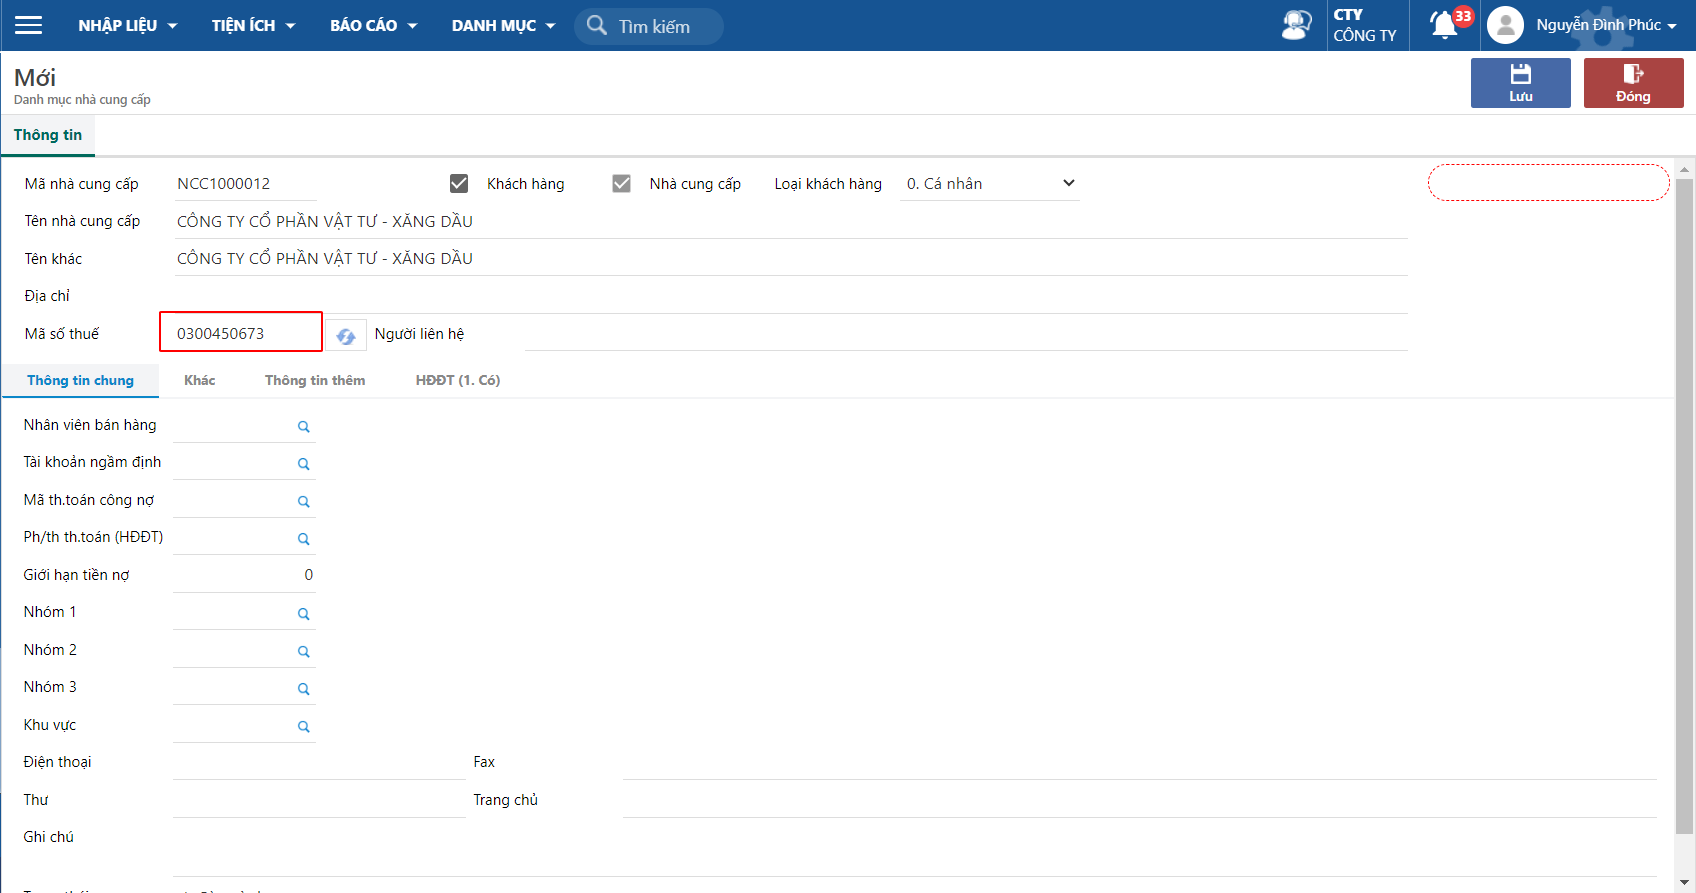 NHẬP LIỆU TIỆN ÍCH BÁO CÁO DANH MỤC Tìm kiếm CTY CÔNG TY 33 Nguyễn Đình Phúc
Mới
Danh mục nhà cung cấp
Lưu Đóng
Thông tin
Mã nhà cung cấp NCC1000012 Khách hàng Nhà cung cấp Loại khách hàng 0. Cá nhân
Tên nhà cung cấp CÔNG TY CỔ PHẦN VẬT TƯ - XĂNG DẦU
Tên khác CÔNG TY CỔ PHẦN VẬT TƯ - XĂNG DẦU
Địa chỉ
Mã số thuế 0300450673 Người liên hệ
Thông tin chung Khác Thông tin thêm HĐĐT (1. Có)
Nhân viên bán hàng
Tài khoản ngầm định
Mã th.toán công nợ
Ph/th th.toán (HĐĐT)
Giới hạn tiền nợ 0
Nhóm 1
Nhóm 2
Nhóm 3
Khu vực
Điện thoại Fax
Thư Trang chủ
Ghi chú